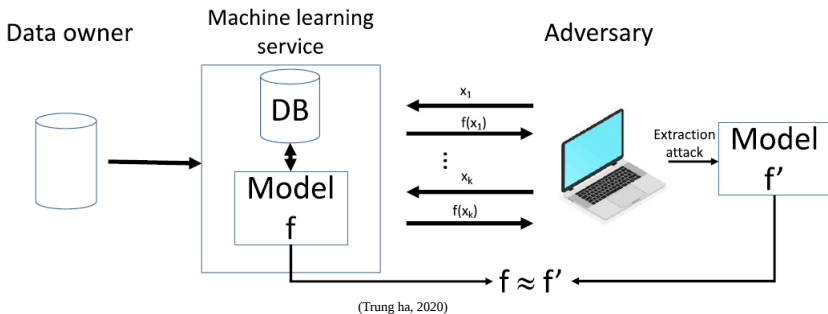 Data owner
Machine learning
service
Adversary
DB
Model
f
x1
f(x1)
⋮
xk
f(xk)
Extraction
attack
Model
f'
f ≈ f'
(Trung ha, 2020)